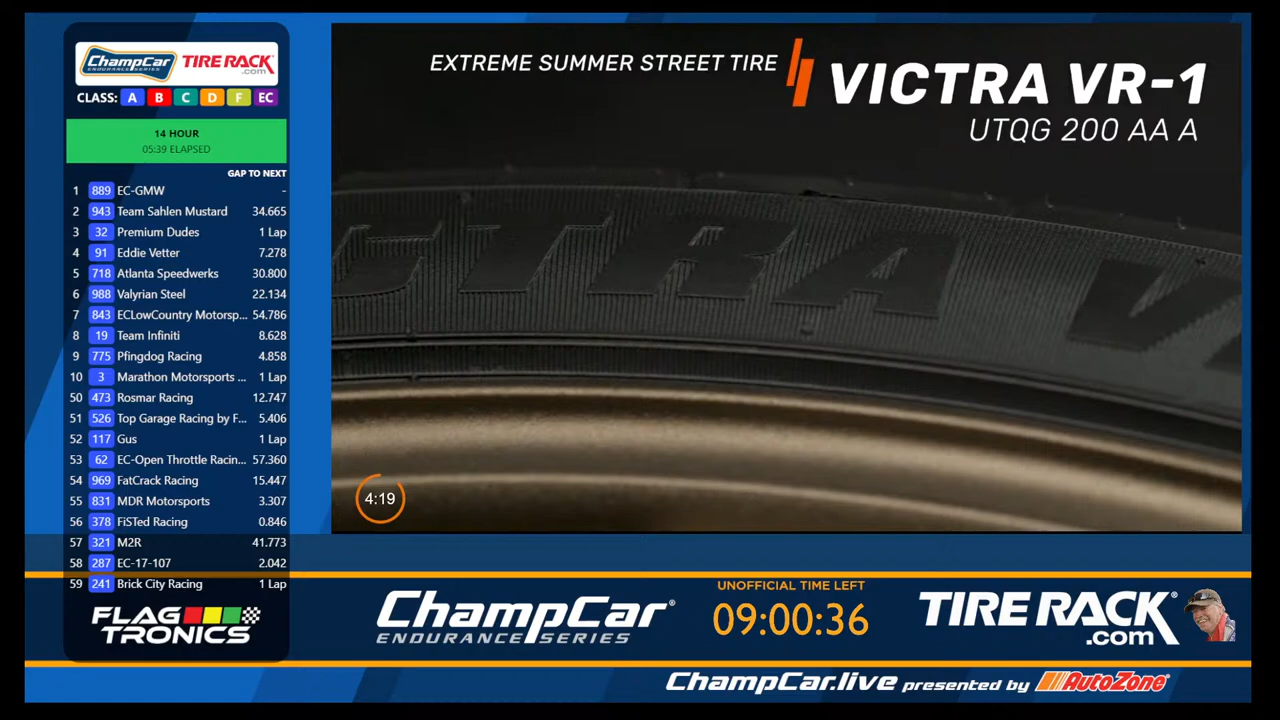 ChampCar
ENDURANCE SERIES
TIRE RACK
.com
CLASS: A B C D F EC
14 HOUR
05:39 ELAPSED
GAP TO NEXT
1 889 EC-GMW -
2 943 Team Sahlen Mustard 34.665
3 32 Premium Dudes 1 Lap
4 91 Eddie Vetter 7.278
5 718 Atlanta Speedwerks 30.800
6 988 Valyrian Steel 22.134
7 843 ECLowCountry Motorsp... 54.786
8 19 Team Infiniti 8.628
9 775 Pfingdog Racing 4.858
10 3 Marathon Motorsports ... 1 Lap
50 473 Rosmar Racing 12.747
51 526 Top Garage Racing by F... 5.406
52 117 Gus 1 Lap
53 62 EC-Open Throttle Racin... 57.360
54 969 FatCrack Racing 15.447
55 831 MDR Motorsports 3.307
56 378 FiSTed Racing 0.846
57 321 M2R 41.773
58 287 EC-17-107 2.042
59 241 Brick City Racing 1 Lap
FLAG
TRONICS
EXTREME SUMMER STREET TIRE
VICTRA VR-1
UTQG 200 AA A
CTRA V
4:19
ChampCar®
ENDURANCE SERIES
UNOFFICIAL TIME LEFT
09:00:36
TIRE RACK®
.com
ChampCar.live presented by AutoZone